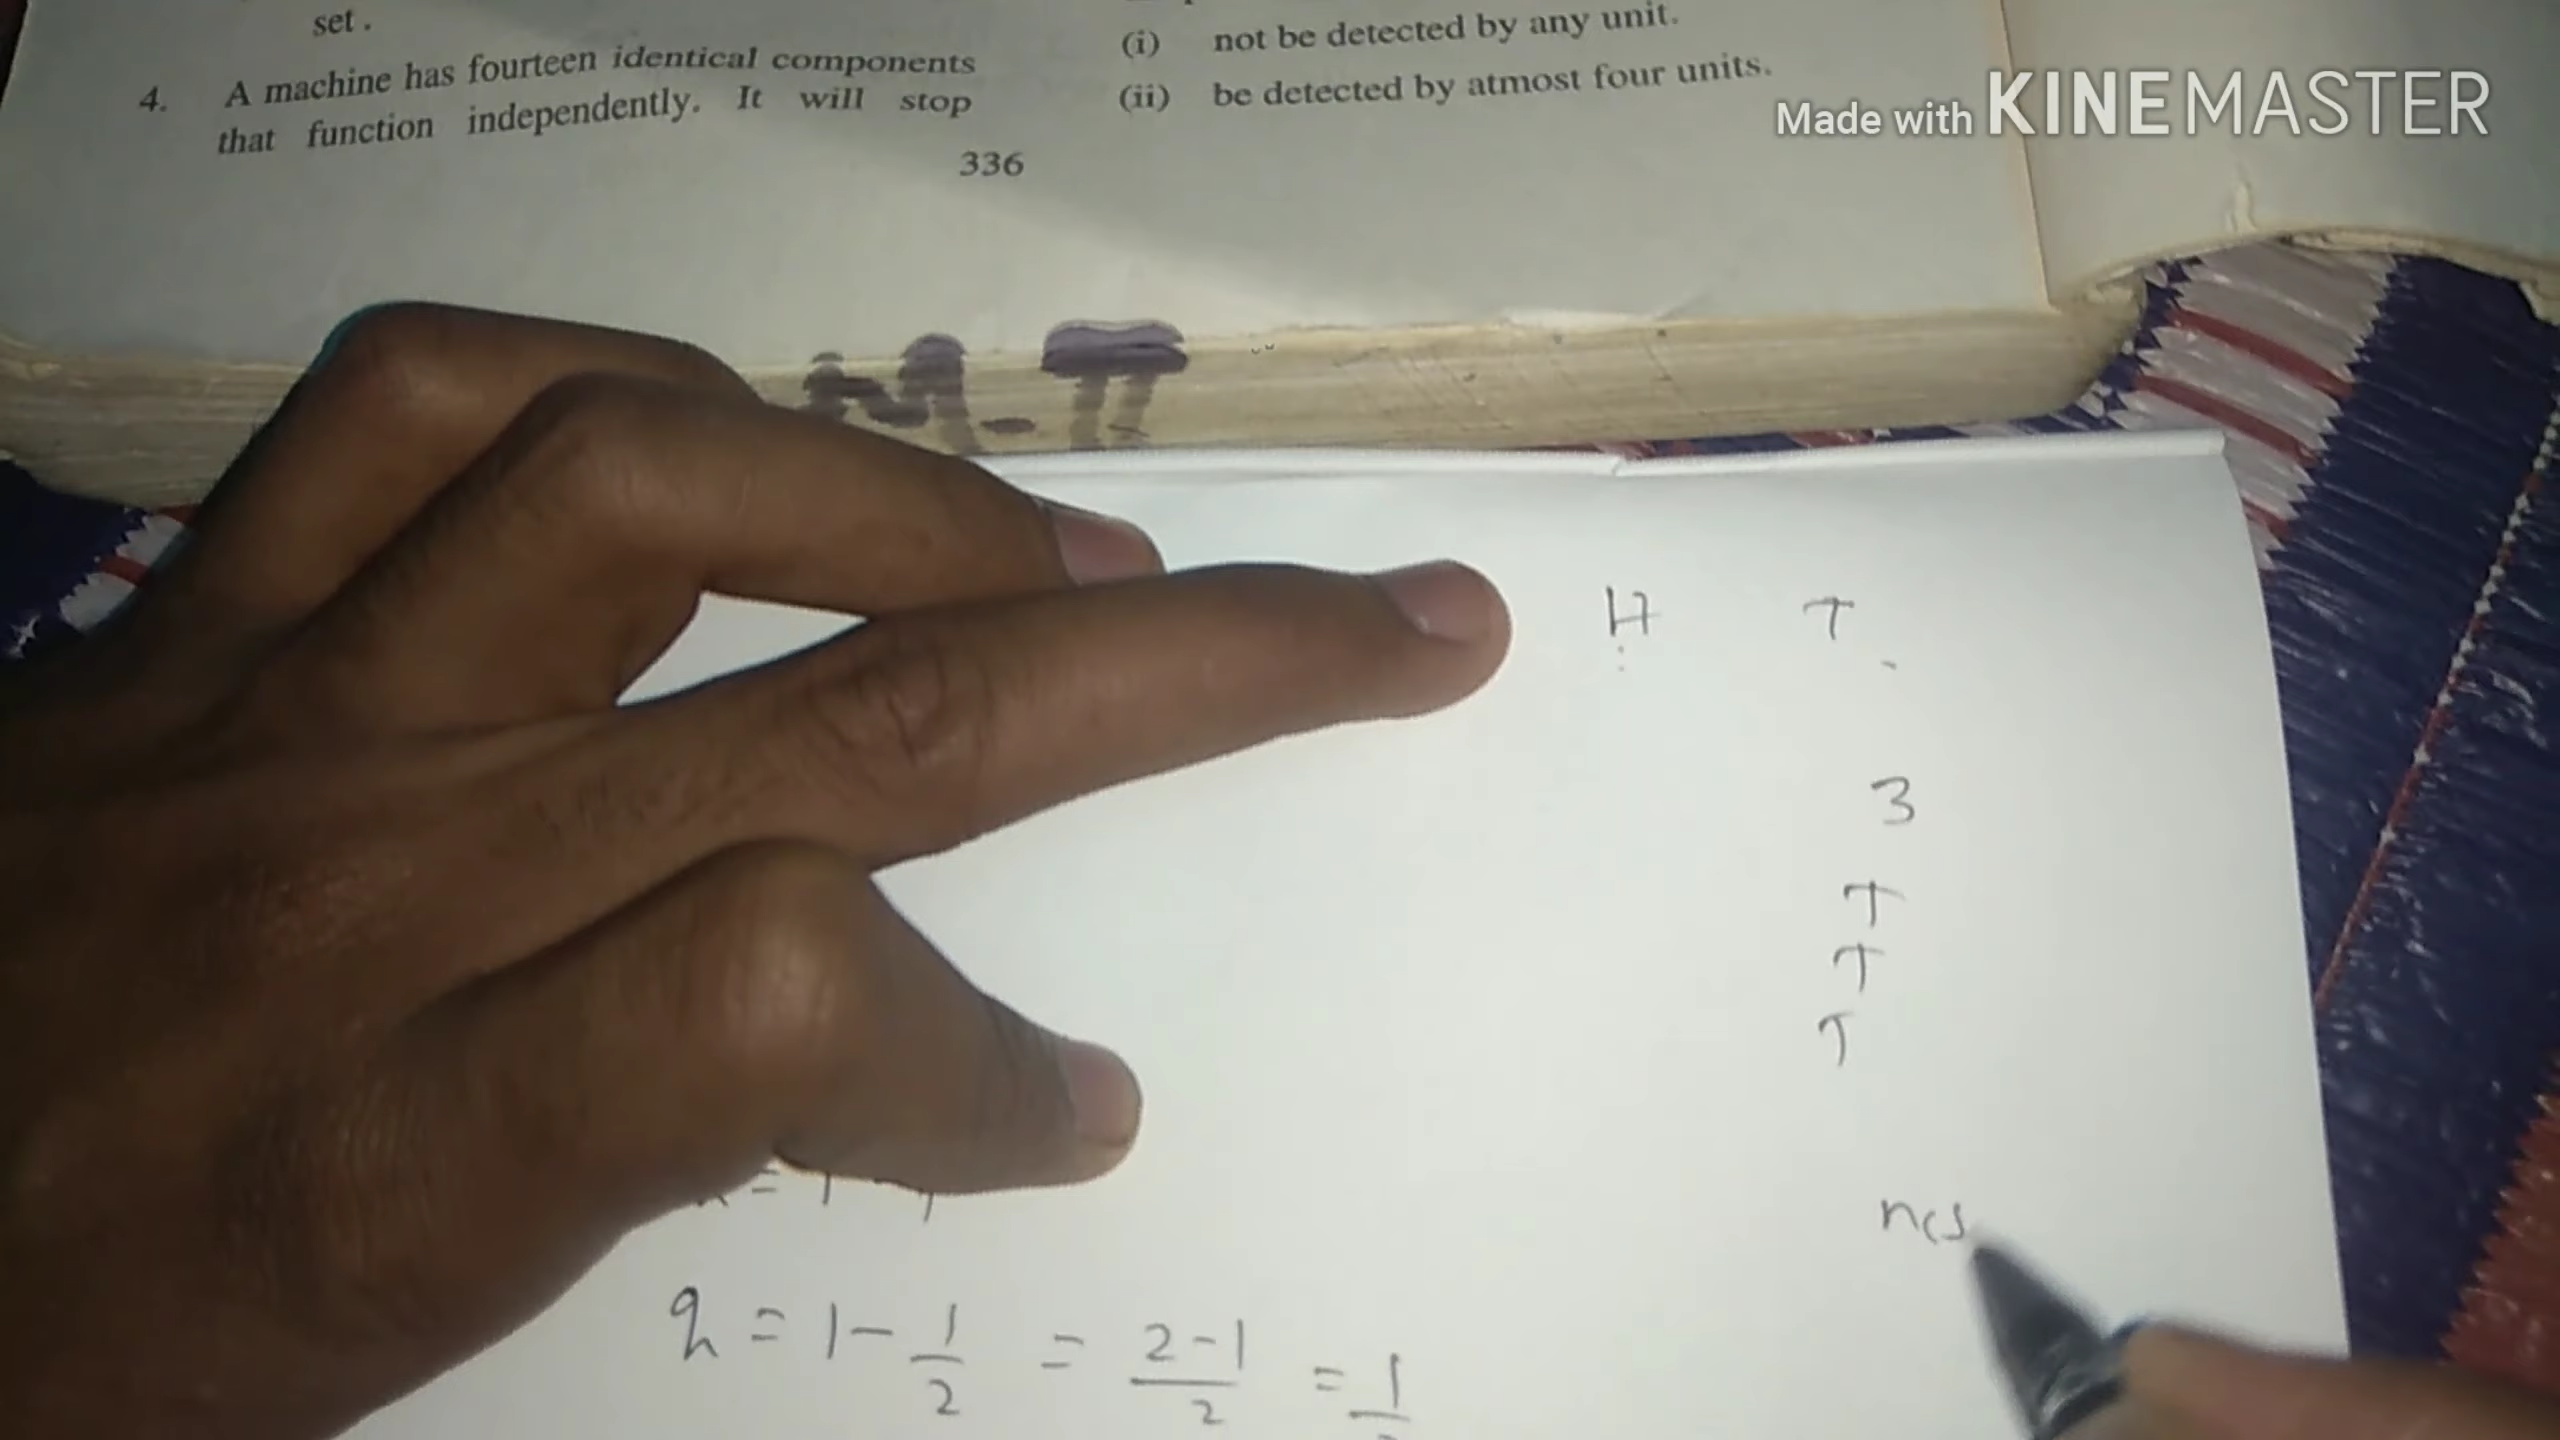 set.
4. A machine has fourteen identical components
that function independently. It will stop
(i) not be detected by any unit.
(ii) be detected by atmost four units.
336
Made with KINEMASTER
M-II
H T
3
T
T
T
q = 1 - 1/2 = (2-1)/2 = 1